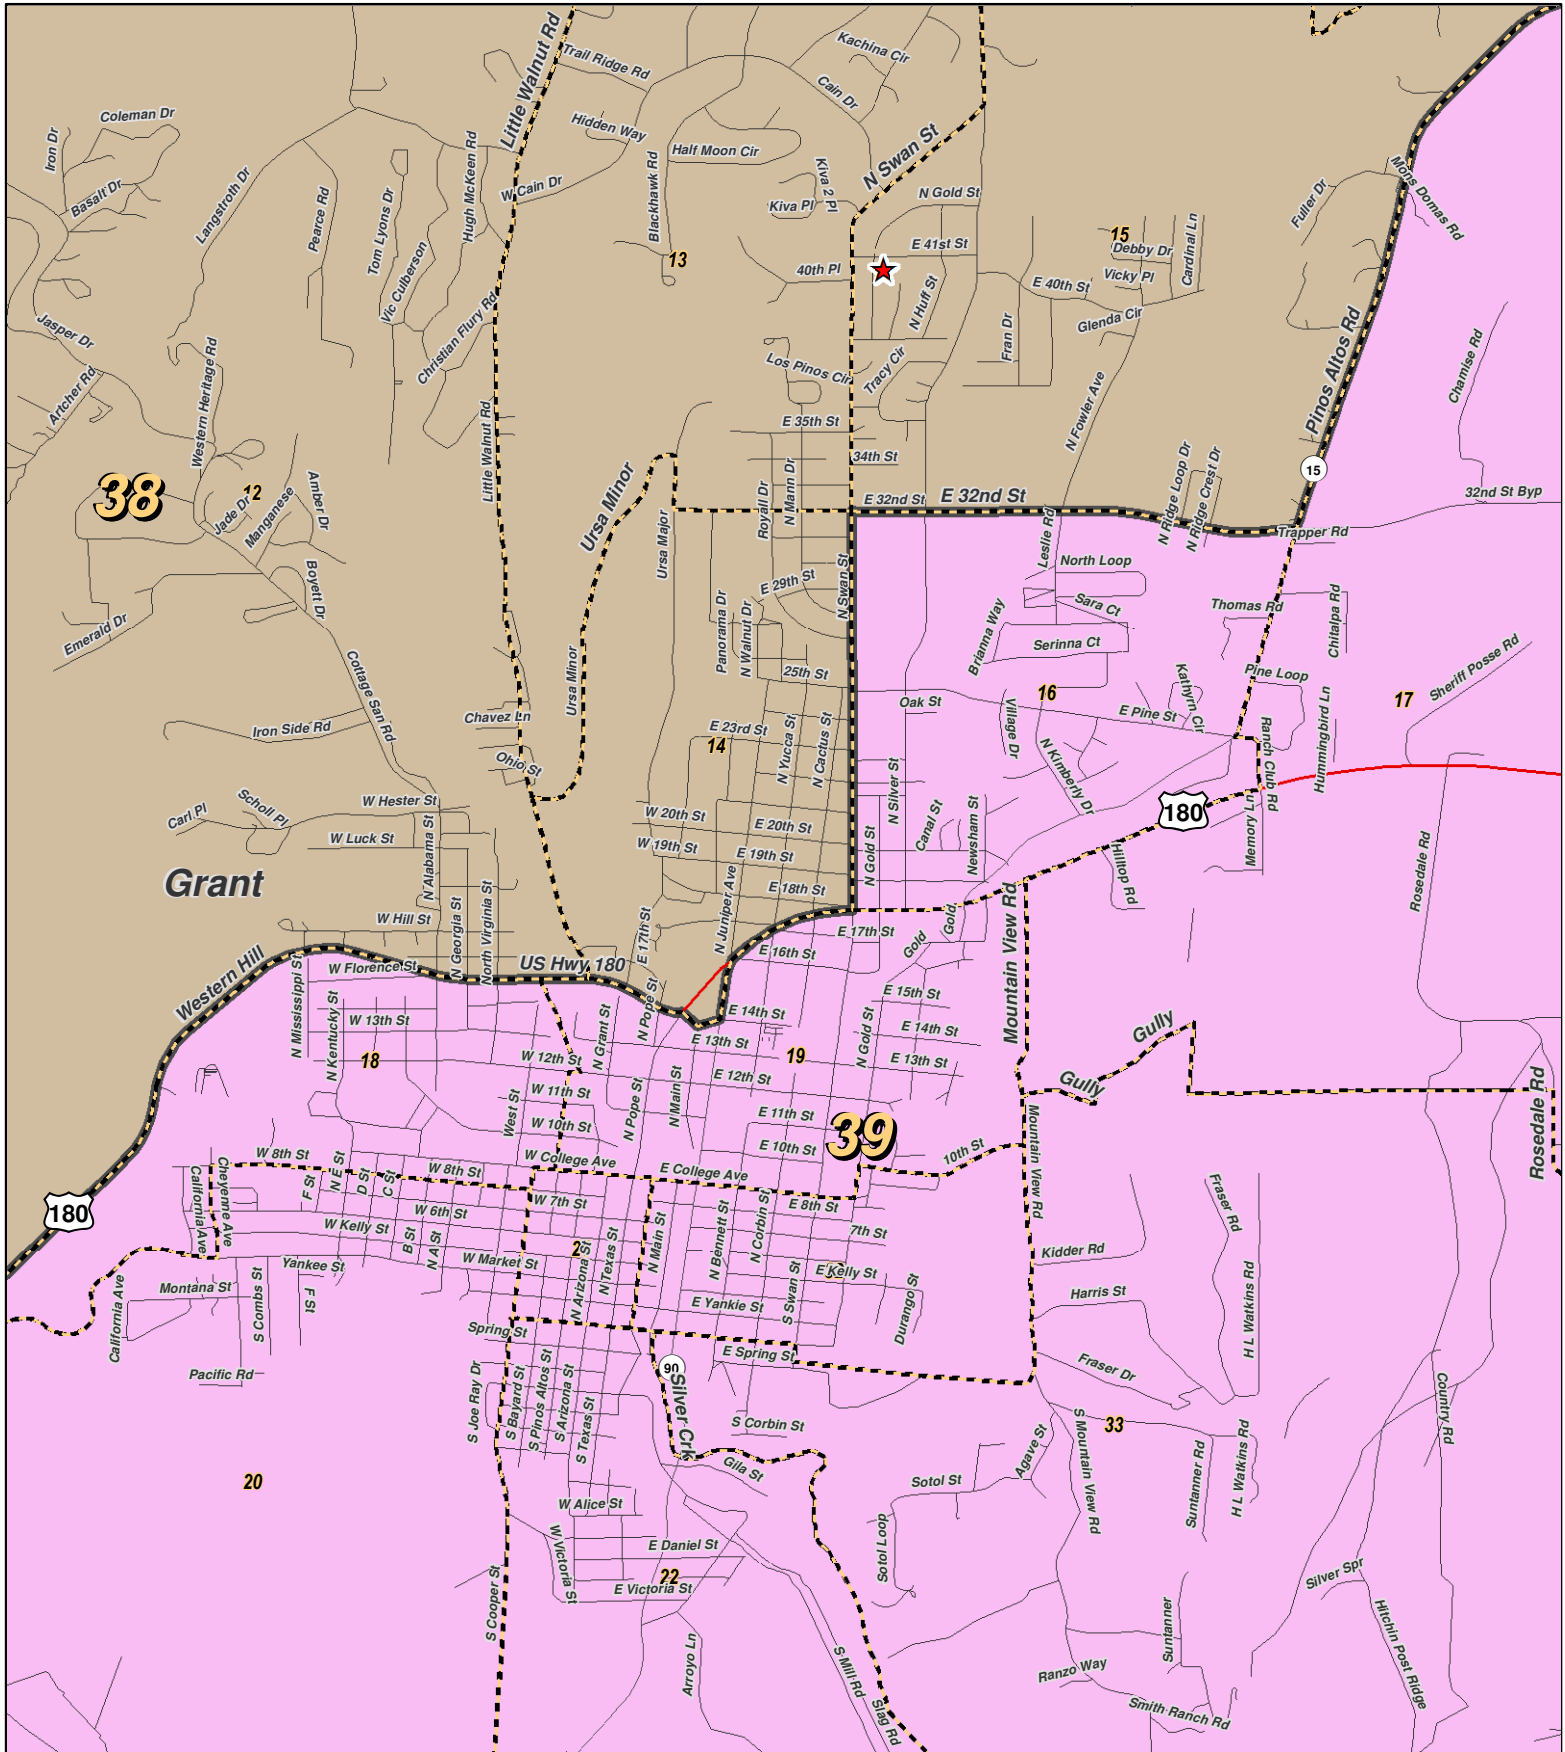 Little Walnut Rd
Trail Ridge Rd
Kachina Cir
Cain Dr
Coleman Dr
Iron Dr
Hidden Way
Half Moon Cir
N Swan St
Basalt Dr
Langstroth Dr
Pearce Rd
Tom Lyons Dr
Hugh McKeen Rd
W Cain Dr
Blackhawk Rd
Kiva 2 Pl
Kiva Pl
N Gold St
Fuller Dr
Mons Domas Rd
Vic Culberson
13
E 41st St
15
Debby Dr
Cardinal Ln
40th Pl
Vicky Pl
E 40th St
N Huff St
Glenda Cir
Jasper Dr
Christian Flury Rd
Fran Dr
Pinos Altos Rd
Chamise Rd
Artcher Rd
Western Heritage Rd
Los Pinos Cir
Tracy Cir
N Fowler Ave
Little Walnut Rd
E 35th St
34th St
15
38
12
Jade Dr
Manganese
Amber Dr
Ursa Minor
Royall Dr
N Mann Dr
E 32nd St
E 32nd St
N Ridge Loop Dr
N Ridge Crest Dr
32nd St Byp
Trapper Rd
Ursa Major
Leslie Rd
North Loop
Boyett Dr
E 29th St
N Swan St
Sara Ct
Thomas Rd
Chitalpa Rd
Emerald Dr
Panorama Dr
N Walnut Dr
Brianna Way
Serinna Ct
Cottage San Rd
Ursa Minor
25th St
Pine Loop
Sheriff Posse Rd
16
17
Kathyrn Cir
Oak St
Village Dr
E Pine St
Iron Side Rd
Chavez Ln
E 23rd St
14
N Yucca St
N Cactus St
N Kimberly Dr
Ranch Club Rd
Hummingbird Ln
Ohio St
Carl Pl
Scholl Pl
W Hester St
N Silver St
180
W Luck St
W 20th St
E 20th St
Canal St
Newsham St
Memory Ln
N Alabama St
W 19th St
E 19th St
N Gold St
Hilltop Rd
Rosedale Rd
Grant
E 18th St
W Hill St
N Georgia St
North Virginia St
E 17th St
N Juniper Ave
E 17th St
Gold
Gold
Mountain View Rd
Western Hill
N Mississippi St
W Florence St
US Hwy 180
E 16th St
N Kentucky St
W 13th St
N Grant St
N Pope St
E 14th St
E 15th St
E 14th St
Gully
18
W 12th St
E 13th St
19
N Gold St
E 13th St
Gully
West St
W 11th St
W 10th St
N Pope St
N Main St
E 12th St
E 11th St
E 10th St
39
10th St
Mountain View Rd
Rosedale Rd
W 8th St
W College Ave
E College Ave
180
California Ave
Cheyenne Ave
F St
N E St
D St
C St
W 8th St
W 7th St
E 8th St
Fraser Rd
W Kelly St
W 6th St
B St
N A St
7th St
Kidder Rd
Yankee St
W Market St
N Arizona St
N Texas St
N Main St
N Bennett St
N Corbin St
E Kelly St
California Ave
Montana St
S Combs St
F St
E Yankie St
S Swan St
Durango St
Harris St
H L Watkins Rd
Spring St
E Spring St
Fraser Dr
Pacific Rd
S Joe Ray Dr
S Bayard St
S Pinos Altos St
S Arizona St
S Texas St
90
Silver Crk
S Corbin St
33
Country Rd
20
Gila St
Sotol St
Agave St
S Mountain View Rd
Suntanner Rd
H L Watkins Rd
W Alice St
Sotol Loop
W Victoria St
E Daniel St
22
E Victoria St
Silver Spr
S Cooper St
Arroyo Ln
S Mill Rd
Slag Rd
Ranzo Way
Suntanner
Smith Ranch Rd
Hitchin Post Ridge